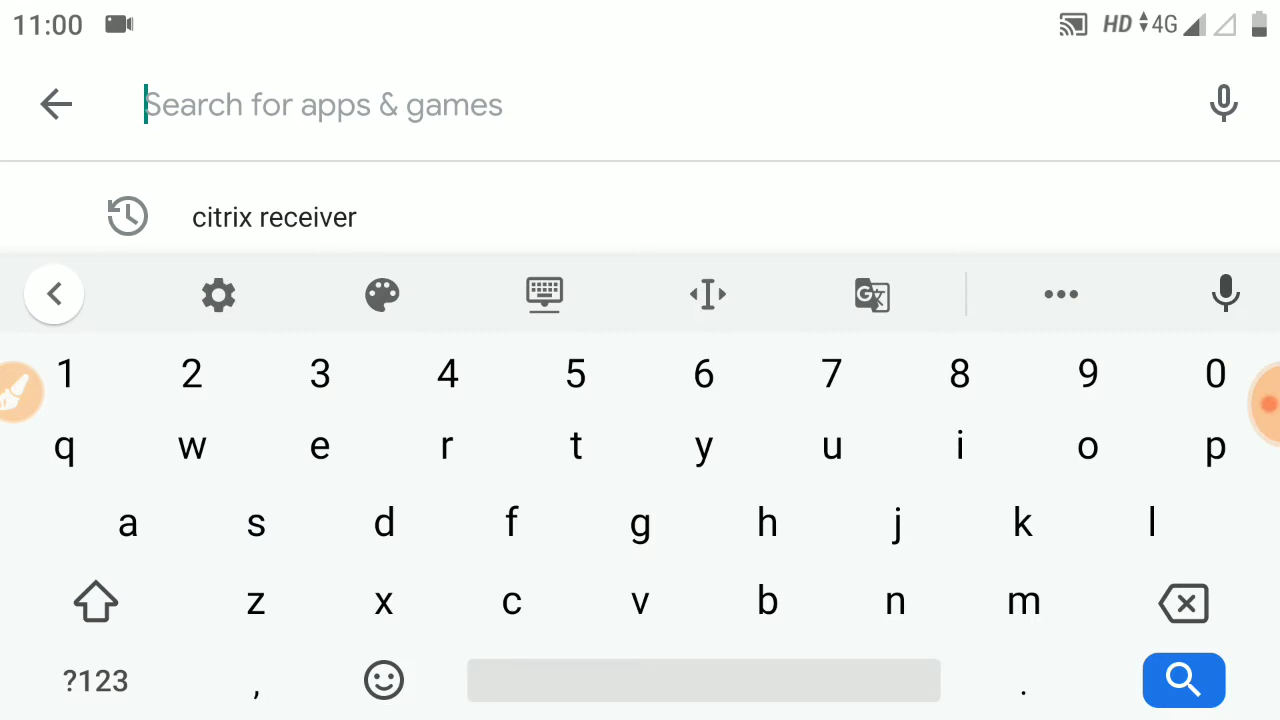 11:00 HD 4G
Search for apps & games
citrix receiver
1 2 3 4 5 6 7 8 9 0
q w e r t y u i o p
a s d f g h j k l
z x c v b n m
?123 , .